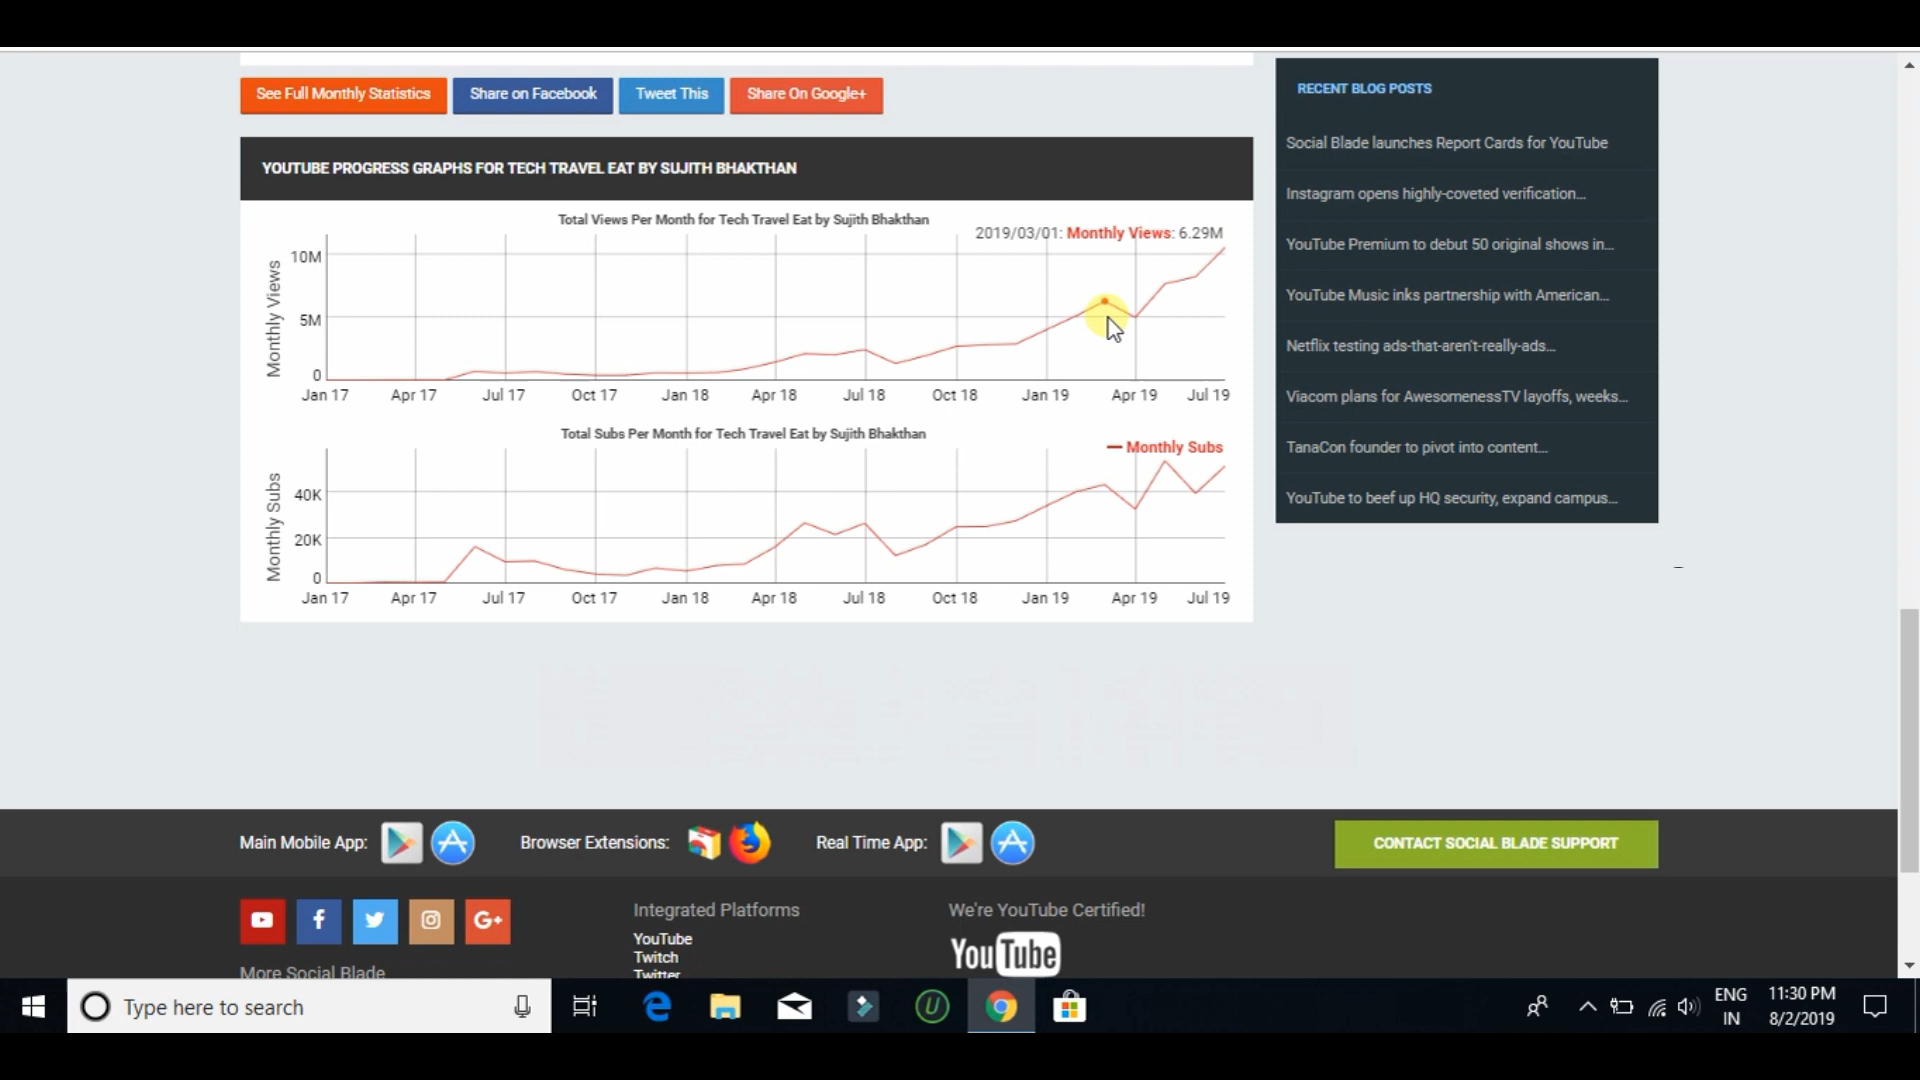 See Full Monthly Statistics Share on Facebook Tweet This Share On Google+
YOUTUBE PROGRESS GRAPHS FOR TECH TRAVEL EAT BY SUJITH BHAKTHAN
Total Views Per Month for Tech Travel Eat by Sujith Bhakthan
2019/03/01: Monthly Views: 6.29M
Monthly Views
10M
5M
0
Jan 17 Apr 17 Jul 17 Oct 17 Jan 18 Apr 18 Jul 18 Oct 18 Jan 19 Apr 19 Jul 19
Total Subs Per Month for Tech Travel Eat by Sujith Bhakthan
Monthly Subs
Monthly Subs
40K
20K
0
Jan 17 Apr 17 Jul 17 Oct 17 Jan 18 Apr 18 Jul 18 Oct 18 Jan 19 Apr 19 Jul 19
RECENT BLOG POSTS
Social Blade launches Report Cards for YouTube
Instagram opens highly-coveted verification...
YouTube Premium to debut 50 original shows in...
YouTube Music inks partnership with American...
Netflix testing ads-that-aren't-really-ads...
Viacom plans for AwesomenessTV layoffs, weeks...
TanaCon founder to pivot into content...
YouTube to beef up HQ security, expand campus...
Main Mobile App: Browser Extensions: Real Time App: CONTACT SOCIAL BLADE SUPPORT
G+
More Social Blade
Integrated Platforms
YouTube
Twitch
Twitter
We're YouTube Certified!
YouTube
Type here to search
ENG
IN
11:30 PM
8/2/2019